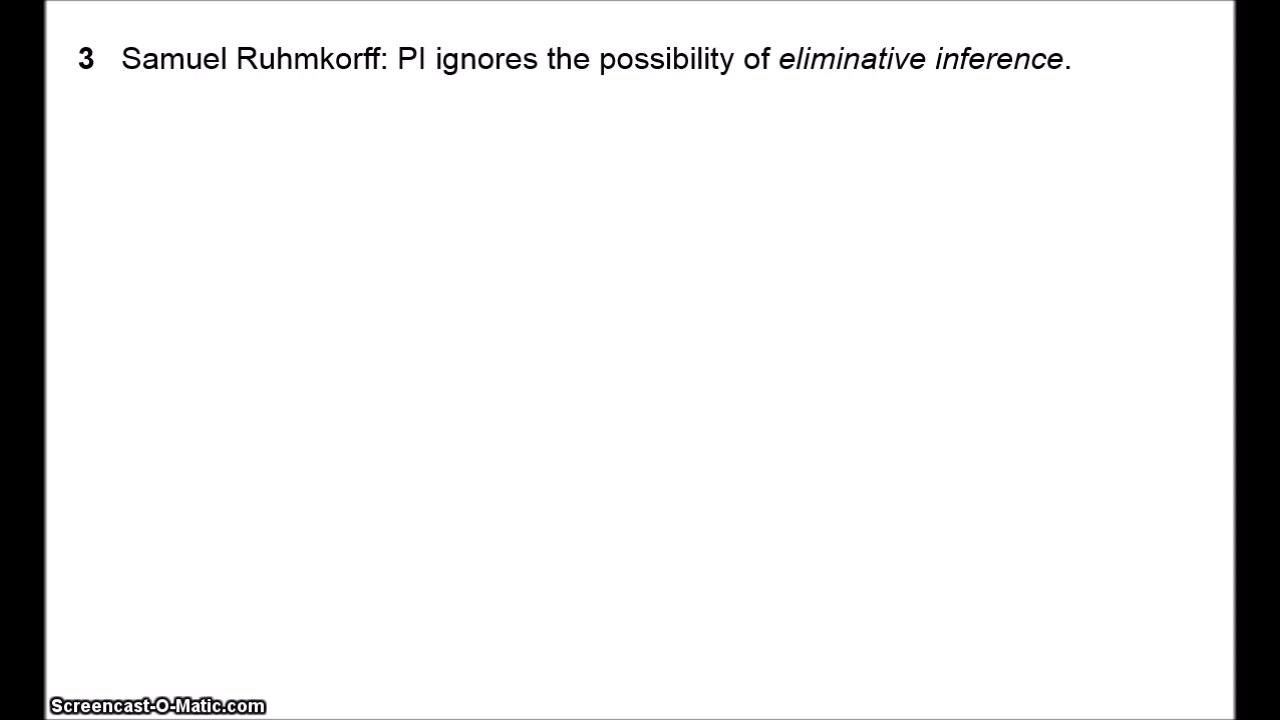 3 Samuel Ruhmkorff: PI ignores the possibility of eliminative inference.
Screencast-O-Matic.com